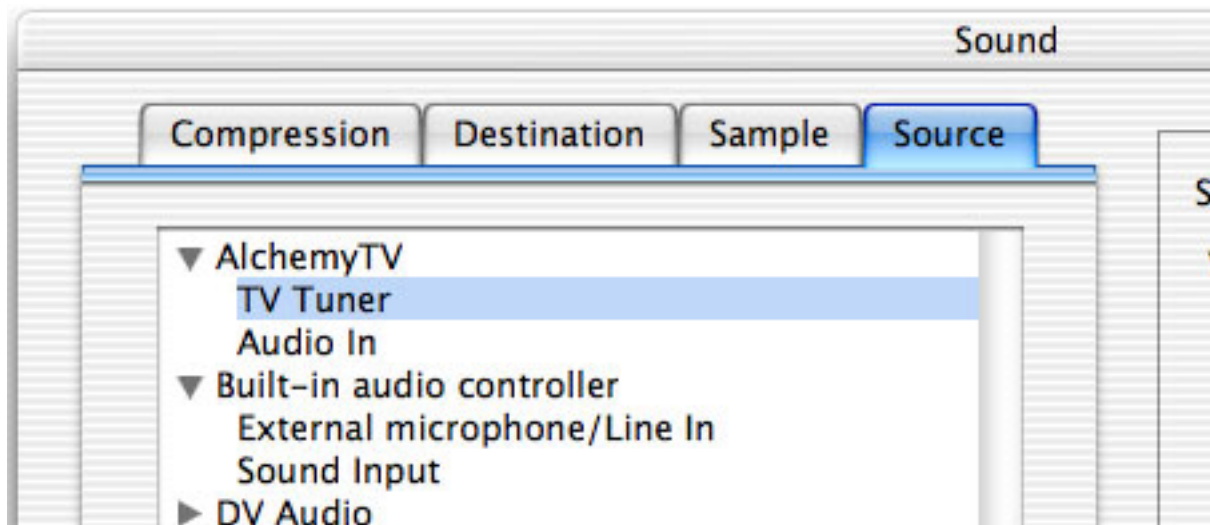 Sound
Compression Destination Sample Source
AlchemyTV
TV Tuner
Audio In
Built-in audio controller
External microphone/Line In
Sound Input
DV Audio